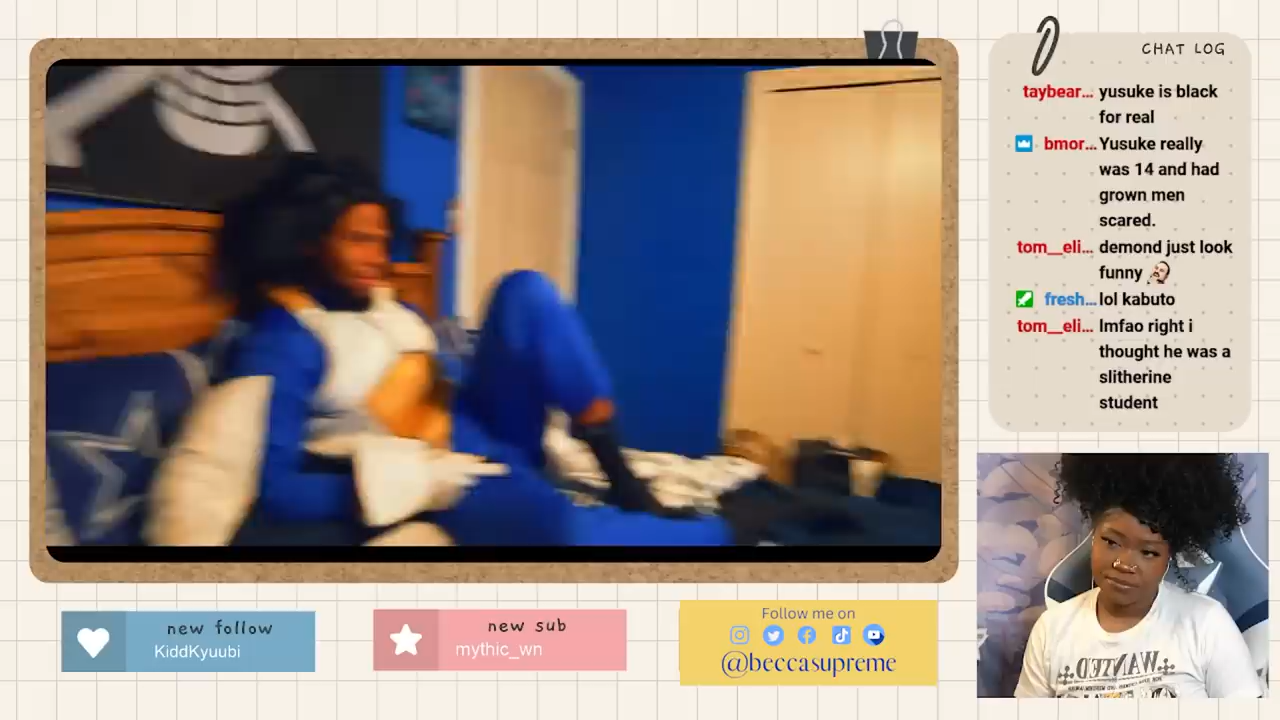 CHAT LOG
taybear... yusuke is black
for real
bmor... Yusuke really
was 14 and had
grown men
scared.
tom__eli... demond just look
funny
fresh... lol kabuto
tom__eli... lmfao right i
thought he was a
slitherine
student
new follow
KiddKyuubi
new sub
mythic_wn
Follow me on
@beccasupreme
WANTED